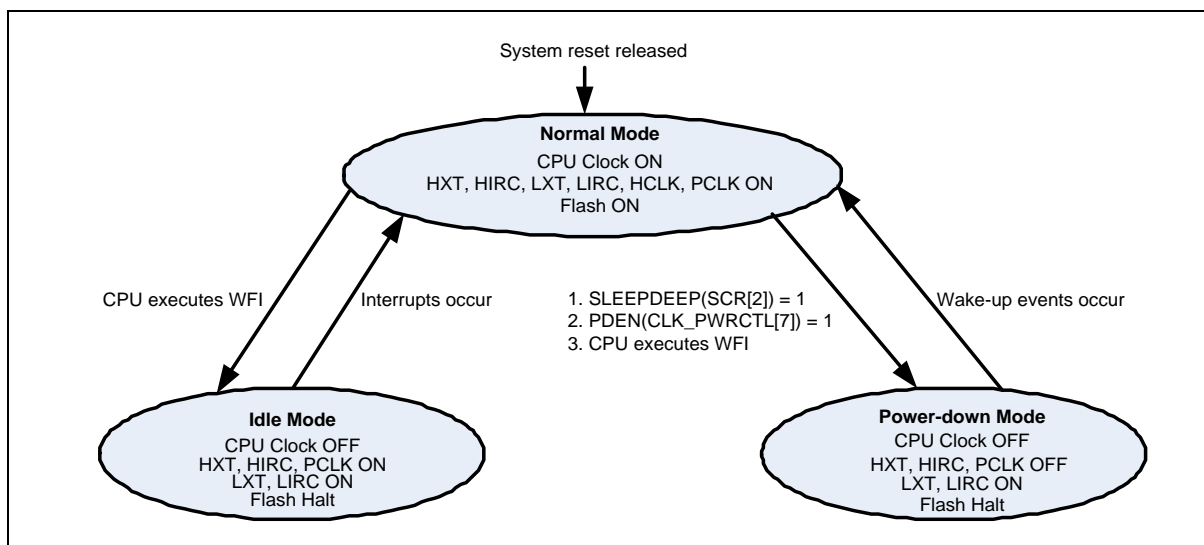 System reset released
Normal Mode
CPU Clock ON
HXT, HIRC, LXT, LIRC, HCLK, PCLK ON
Flash ON
CPU executes WFI
Interrupts occur
1. SLEEPDEEP(SCR[2]) = 1
2. PDEN(CLK_PWRCTL[7]) = 1
3. CPU executes WFI
Wake-up events occur
Idle Mode
CPU Clock OFF
HXT, HIRC, PCLK ON
LXT, LIRC ON
Flash Halt
Power-down Mode
CPU Clock OFF
HXT, HIRC, PCLK OFF
LXT, LIRC ON
Flash Halt